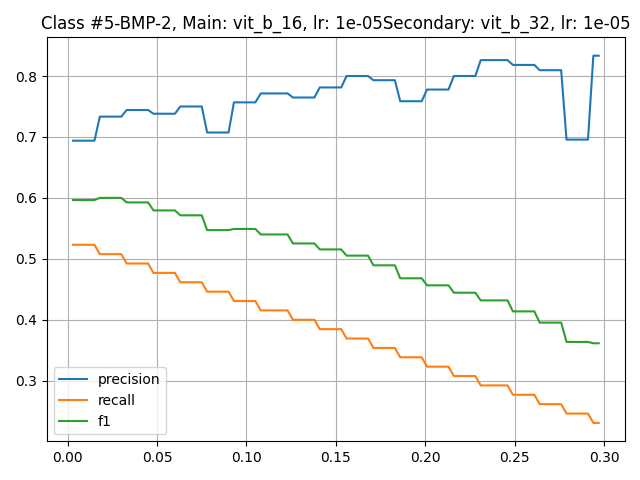 Class #5-BMP-2, Main: vit_b_16, lr: 1e-05Secondary: vit_b_32, lr: 1e-05
0.8
0.7
0.6
0.5
0.4
0.3
precision
recall
f1
0.00 0.05 0.10 0.15 0.20 0.25 0.30